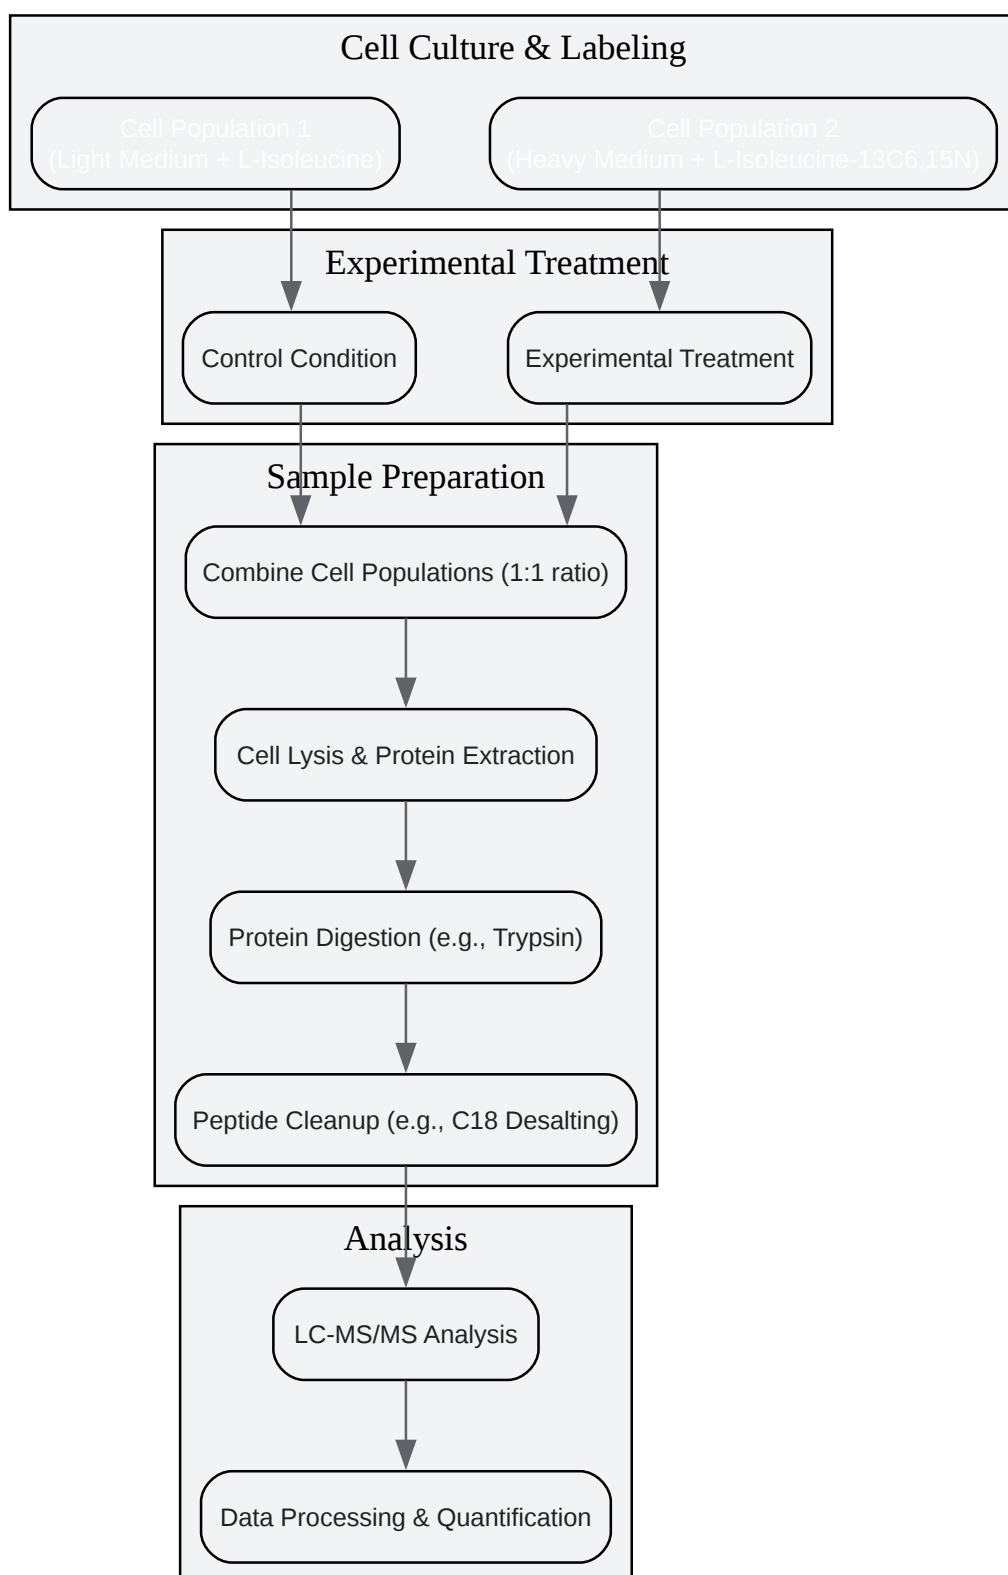 Cell Culture & Labeling
Cell Population 1
(Light Medium + L-Isoleucine)
Cell Population 2
(Heavy Medium + L-Isoleucine-13C6,15N)
Experimental Treatment
Control Condition
Experimental Treatment
Sample Preparation
Combine Cell Populations (1:1 ratio)
Cell Lysis & Protein Extraction
Protein Digestion (e.g., Trypsin)
Peptide Cleanup (e.g., C18 Desalting)
Analysis
LC-MS/MS Analysis
Data Processing & Quantification